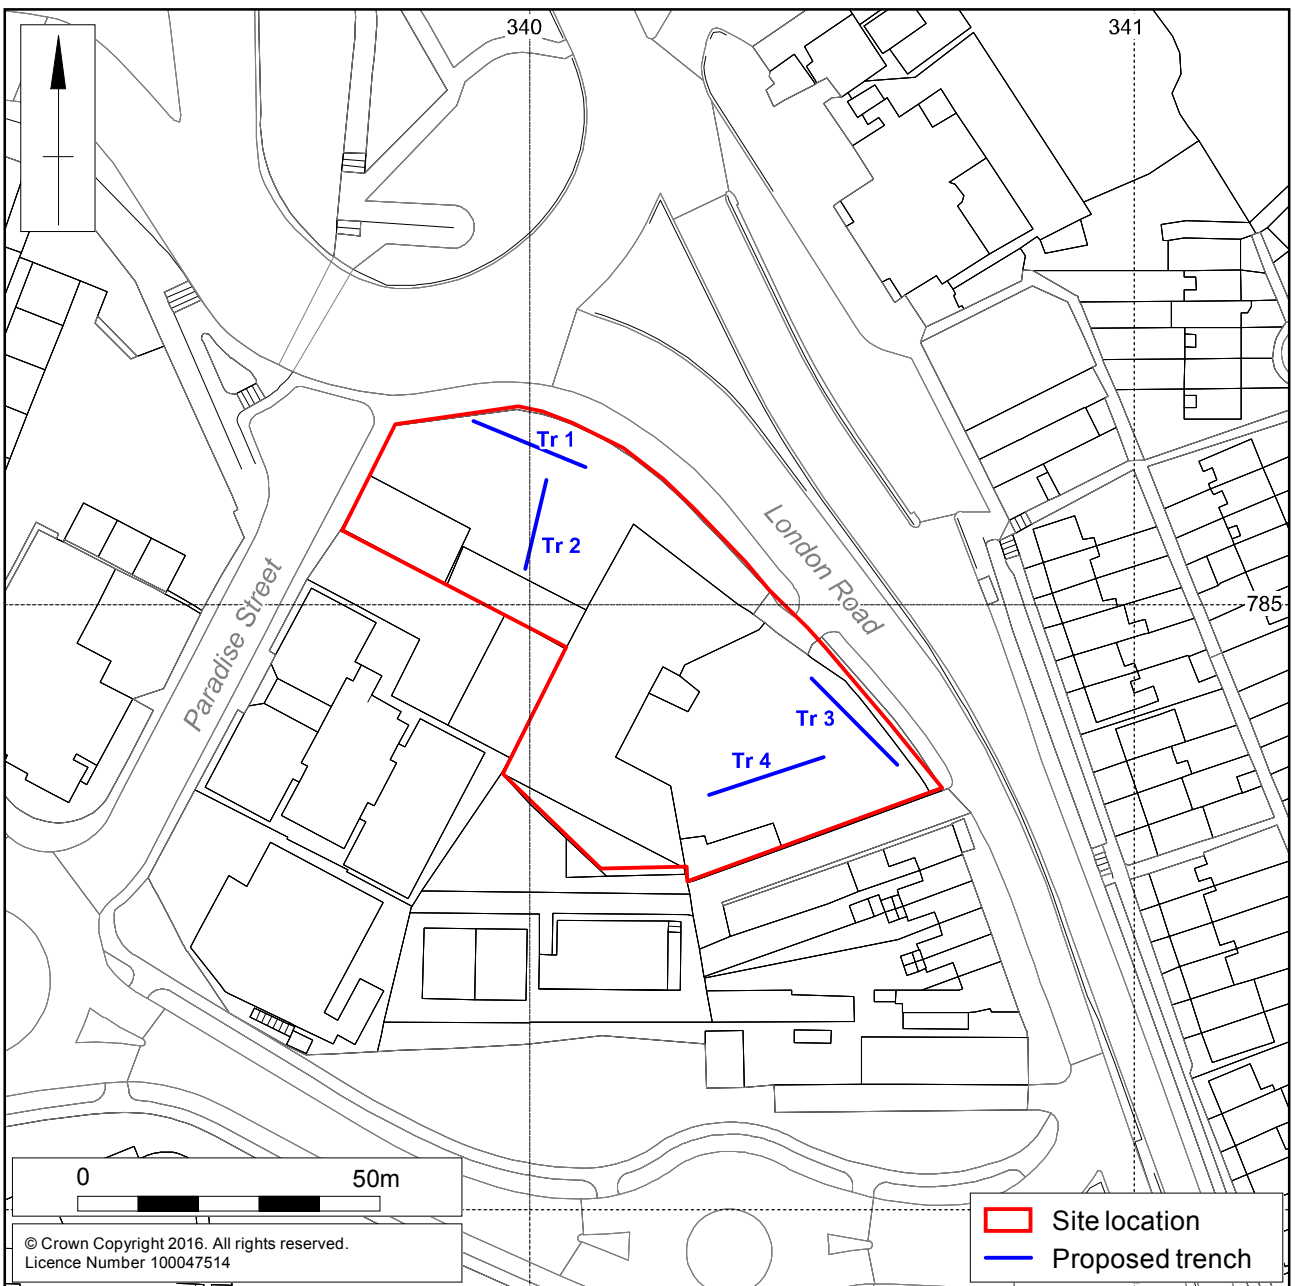 340
341
Tr 1
Tr 2
London Road
Paradise Street
785
Tr 3
Tr 4
0 50m
© Crown Copyright 2016. All rights reserved.
Licence Number 100047514
Site location
Proposed trench